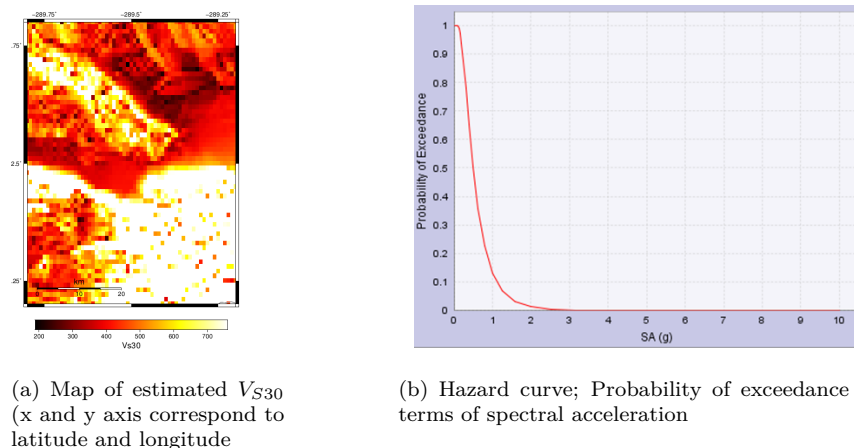 −289.75˚ −289.5˚ −289.25˚
.75˚
2.5˚
.25˚
km
0 10 20
200 300 400 500 600 700
Vs30
(a) Map of estimated V_{S30}
(x and y axis correspond to
latitude and longitude
1
0.9
0.8
0.7
0.6
0.5
0.4
0.3
0.2
0.1
0
Probability of Exceedance
0 1 2 3 4 5 6 7 8 9 10
SA (g)
(b) Hazard curve; Probability of exceedance
terms of spectral acceleration